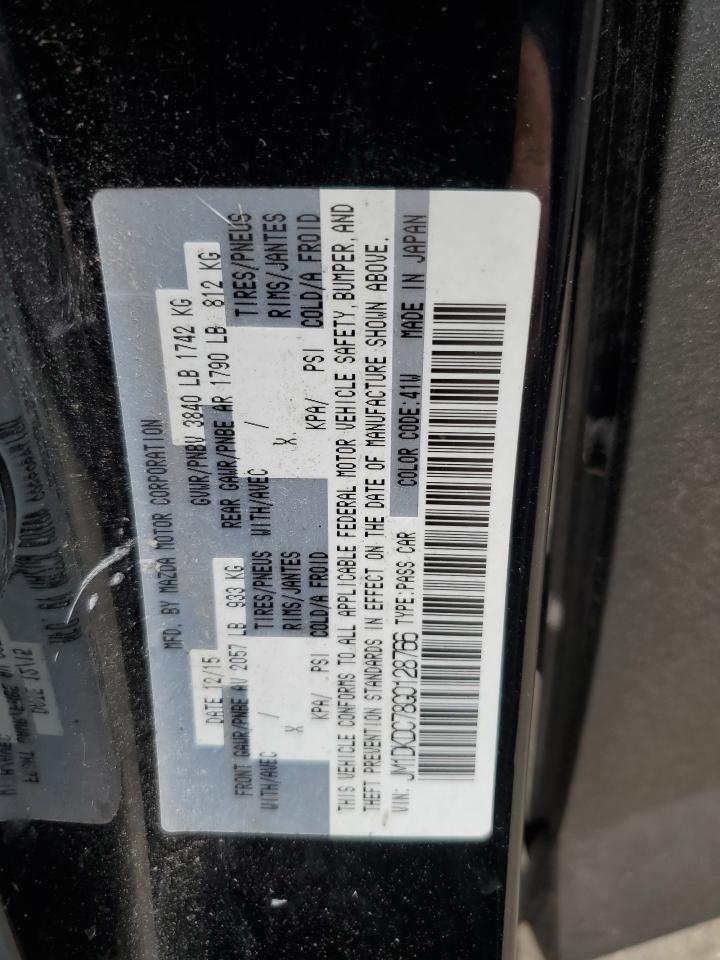 MFD. BY MAZDA MOTOR CORPORATION
DATE 12/15 GVWR/PNBV 3840 LB 1742 KG
FRONT GAWR/PNBE AV 2057 LB 933 KG REAR GAWR/PNBE AR 1790 LB 812 KG
WITH/AVEC / TIRES/PNEUS WITH/AVEC / TIRES/PNEUS
X RIMS/JANTES X RIMS/JANTES
KPA/ PSI COLD/A FROID KPA/ PSI COLD/A FROID
THIS VEHICLE CONFORMS TO ALL APPLICABLE FEDERAL MOTOR VEHICLE SAFETY, BUMPER, AND
THEFT PREVENTION STANDARDS IN EFFECT ON THE DATE OF MANUFACTURE SHOWN ABOVE.
VIN: JM1DKDC78G0128766 TYPE:PASS CAR COLOR CODE:41W MADE IN JAPAN